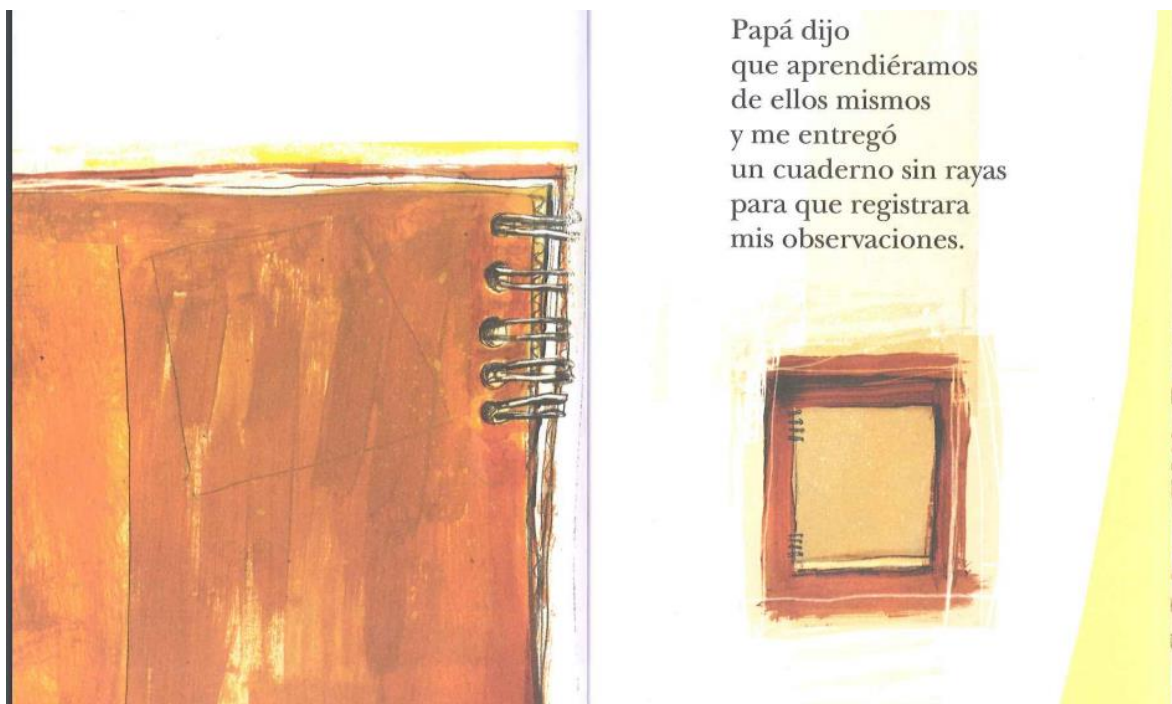 Papá dijo
que aprendiéramos
de ellos mismos
y me entregó
un cuaderno sin rayas
para que registrara
mis observaciones.